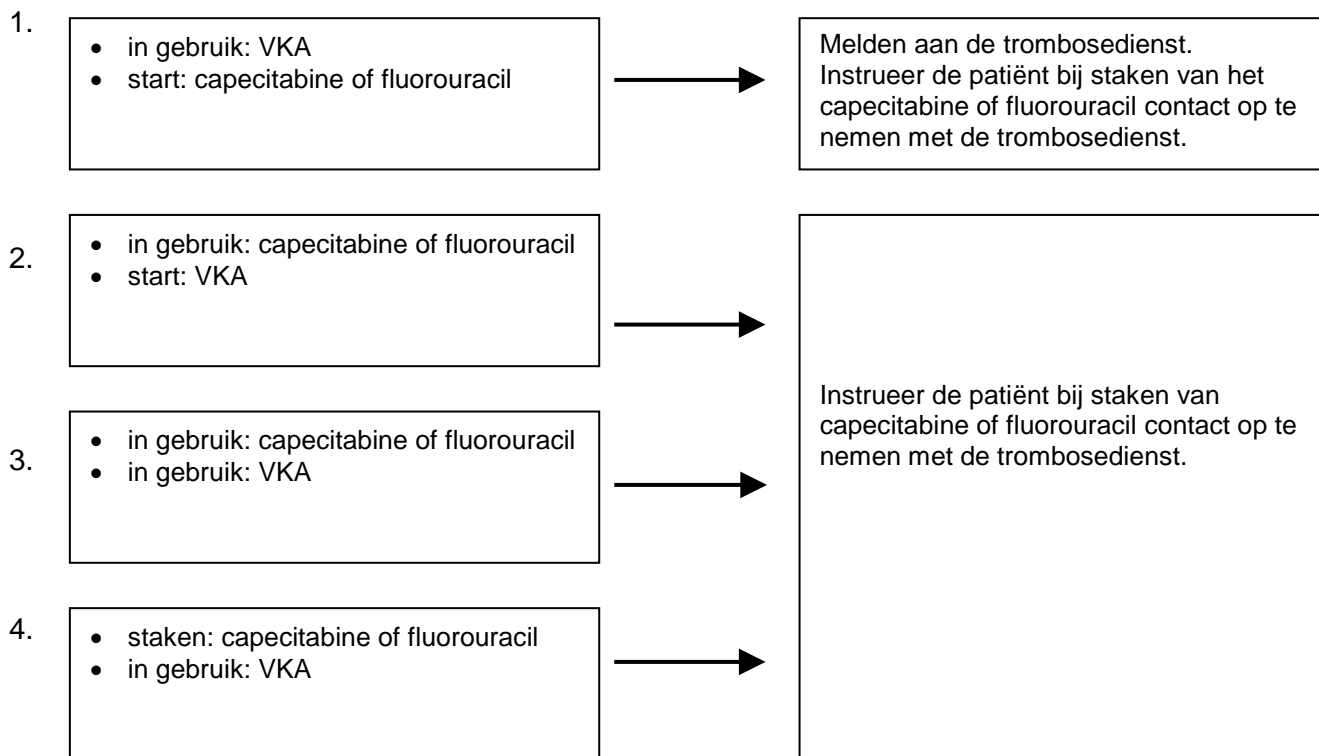 1.
• in gebruik: VKA
• start: capecitabine of fluorouracil
Melden aan de trombosedienst.
Instrueer de patiënt bij staken van het
capecitabine of fluorouracil contact op te
nemen met de trombosedienst.
2.
• in gebruik: capecitabine of fluorouracil
• start: VKA
3.
• in gebruik: capecitabine of fluorouracil
• in gebruik: VKA
4.
• staken: capecitabine of fluorouracil
• in gebruik: VKA
Instrueer de patiënt bij staken van
capecitabine of fluorouracil contact op te
nemen met de trombosedienst.